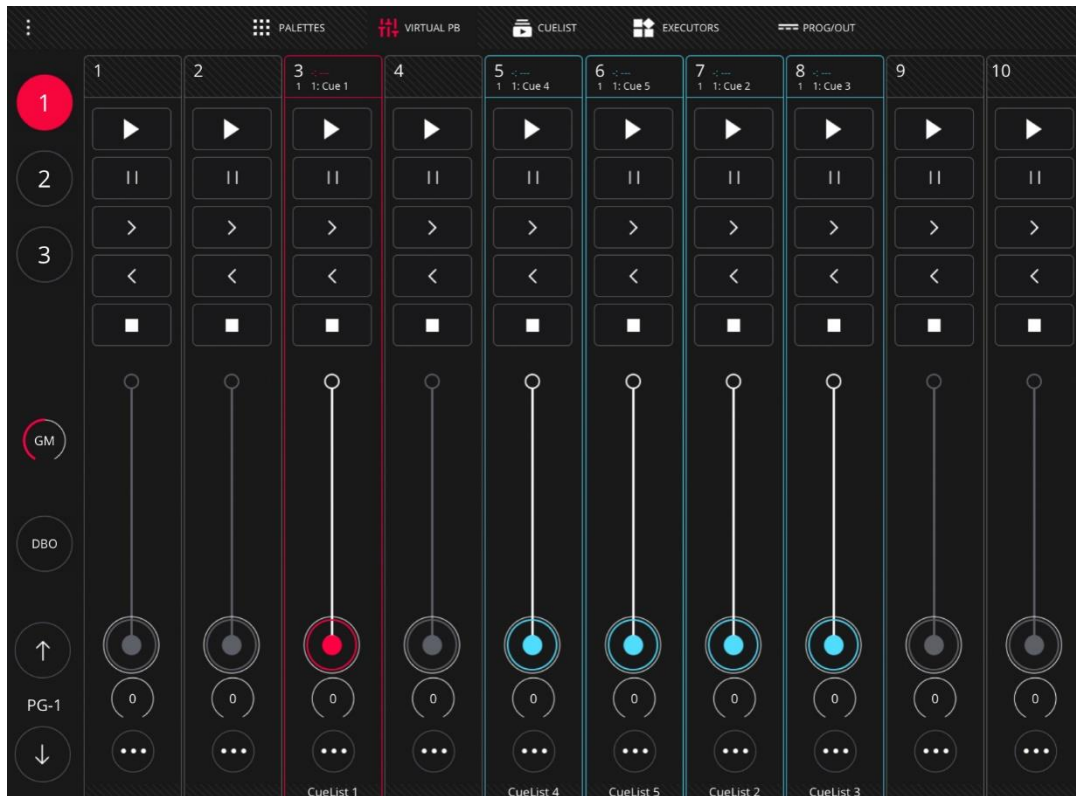 PALETTES VIRTUAL PB CUELIST EXECUTORS PROG/OUT
1 2 3 -: --- 4 5 -: --- 6 -: --- 7 -: --- 8 -: --- 9 10
1 1: Cue 1 1 1: Cue 4 1 1: Cue 5 1 1: Cue 2 1 1: Cue 3
1
2
3
GM
DBO
PG-1
0 0 0 0 0 0 0 0 0 0
CueList 1 CueList 4 CueList 5 CueList 2 CueList 3